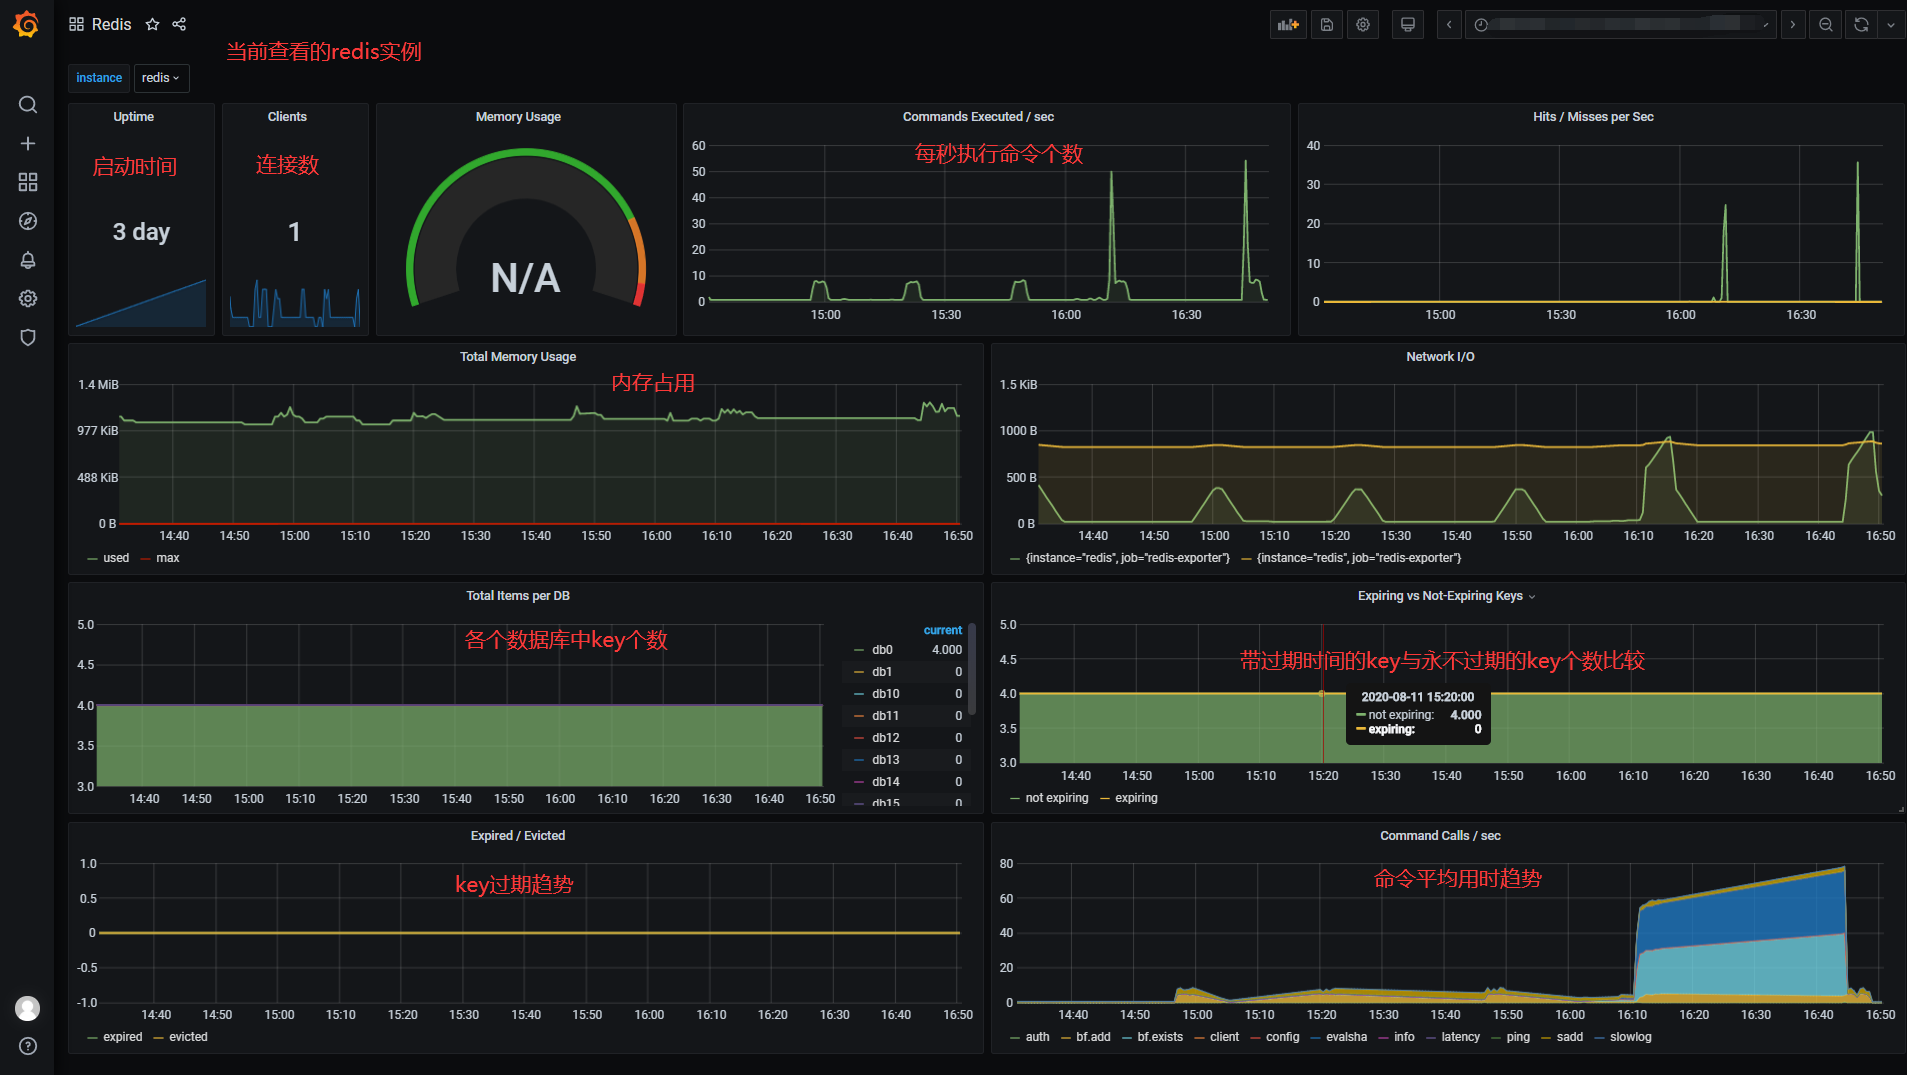 Redis
当前查看的redis实例
instance redis
Uptime
启动时间
3 day
Clients
连接数
1
Memory Usage
N/A
Commands Executed / sec
每秒执行命令个数
60
50
40
30
20
10
0
15:00 15:30 16:00 16:30
Hits / Misses per Sec
40
30
20
10
0
15:00 15:30 16:00 16:30
Total Memory Usage
内存占用
1.4 MiB
977 KiB
488 KiB
0 B
14:40 14:50 15:00 15:10 15:20 15:30 15:40 15:50 16:00 16:10 16:20 16:30 16:40 16:50
used max
Network I/O
1.5 KiB
1000 B
500 B
0 B
14:40 14:50 15:00 15:10 15:20 15:30 15:40 15:50 16:00 16:10 16:20 16:30 16:40 16:50
{instance="redis", job="redis-exporter"} {instance="redis", job="redis-exporter"}
Total Items per DB
各个数据库中key个数
5.0
4.5
4.0
3.5
3.0
14:40 14:50 15:00 15:10 15:20 15:30 15:40 15:50 16:00 16:10 16:20 16:30 16:40 16:50
current
db0 4.000
db1 0
db10 0
db11 0
db12 0
db13 0
db14 0
db15 0
Expiring vs Not-Expiring Keys
带过期时间的key与永不过期的key个数比较
5.0
4.5
4.0
3.5
3.0
2020-08-11 15:20:00
not expiring: 4.000
expiring: 0
14:40 14:50 15:00 15:10 15:20 15:30 15:40 15:50 16:00 16:10 16:20 16:30 16:40 16:50
not expiring expiring
Expired / Evicted
key过期趋势
1.0
0.5
0
-0.5
-1.0
14:40 14:50 15:00 15:10 15:20 15:30 15:40 15:50 16:00 16:10 16:20 16:30 16:40 16:50
expired evicted
Command Calls / sec
命令平均用时趋势
80
60
40
20
0
14:40 14:50 15:00 15:10 15:20 15:30 15:40 15:50 16:00 16:10 16:20 16:30 16:40 16:50
auth bf.add bf.exists client config evalsha info latency ping sadd slowlog